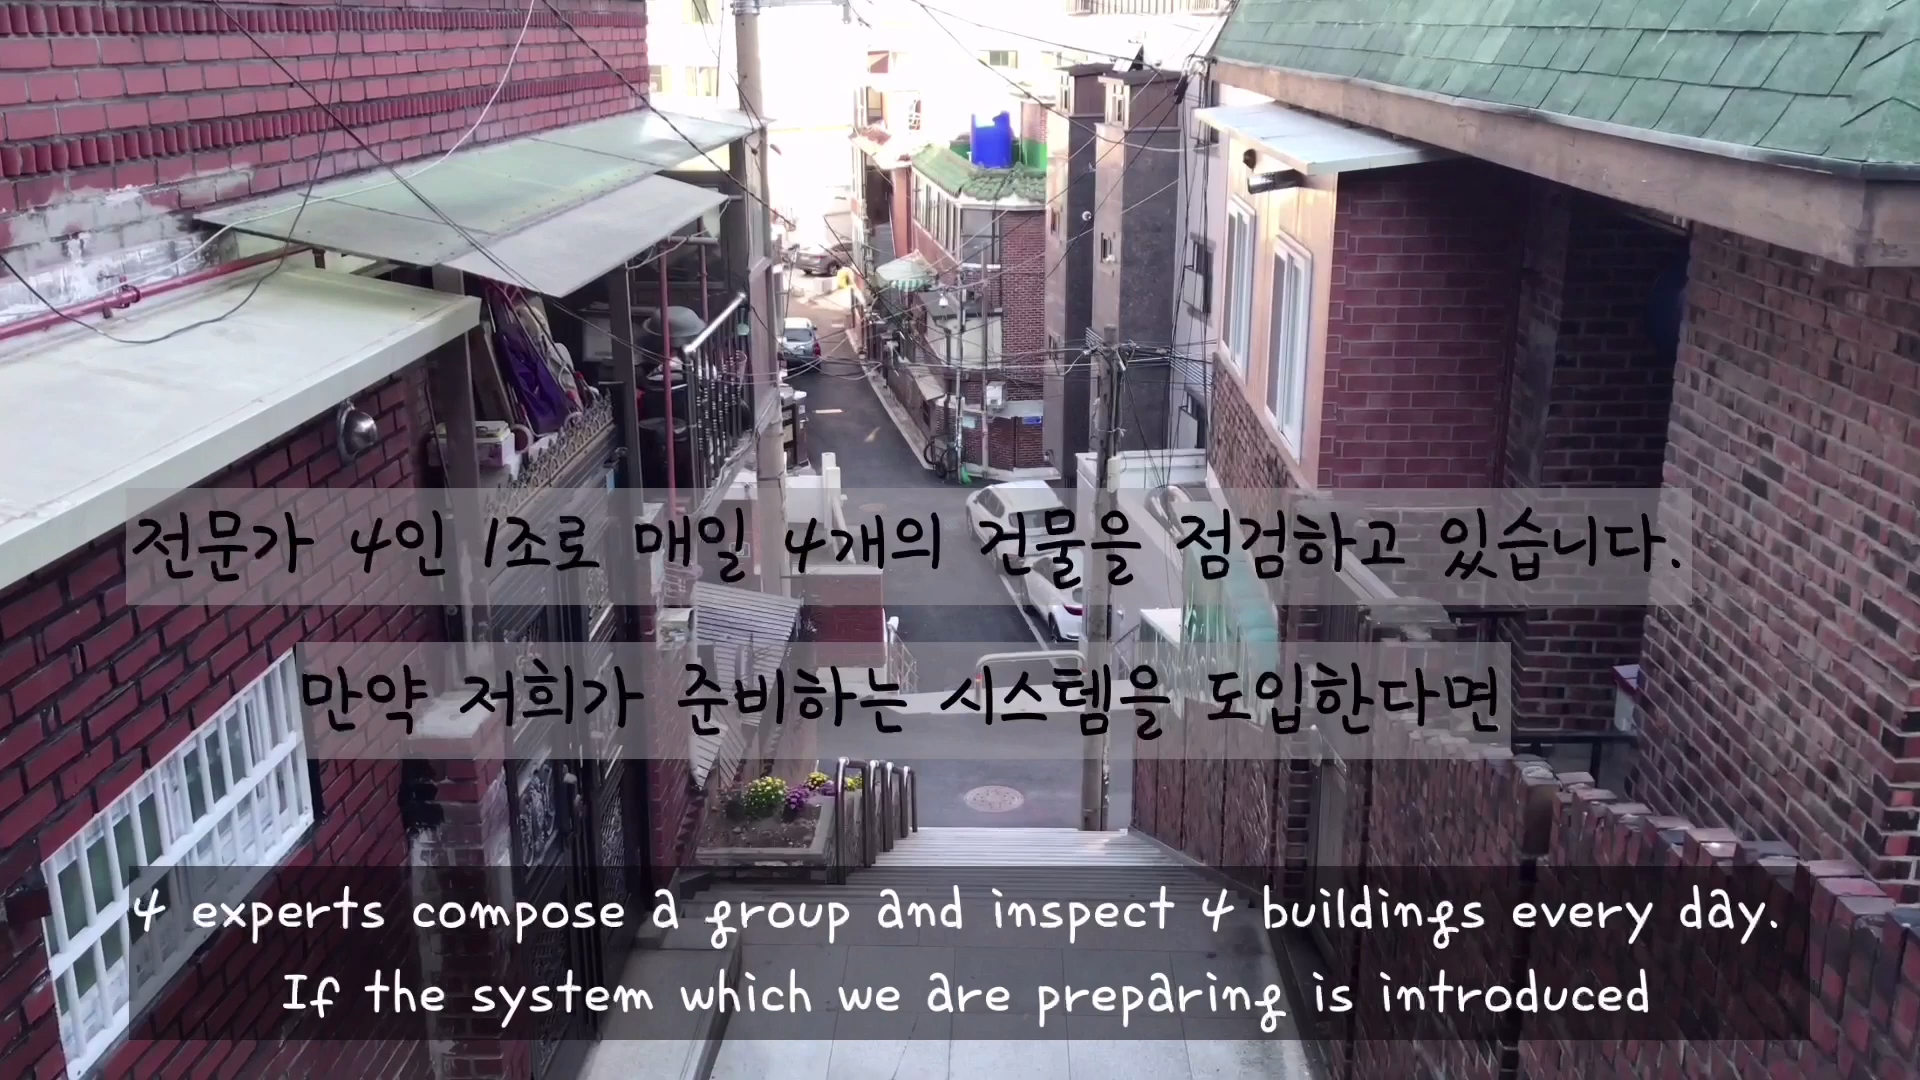 전문가 4인 1조로 매일 4개의 건물을 점검하고 있습니다.
만약 저희가 준비하는 시스템을 도입한다면
4 experts compose a group and inspect 4 buildings every day.
If the system which we are preparing is introduced